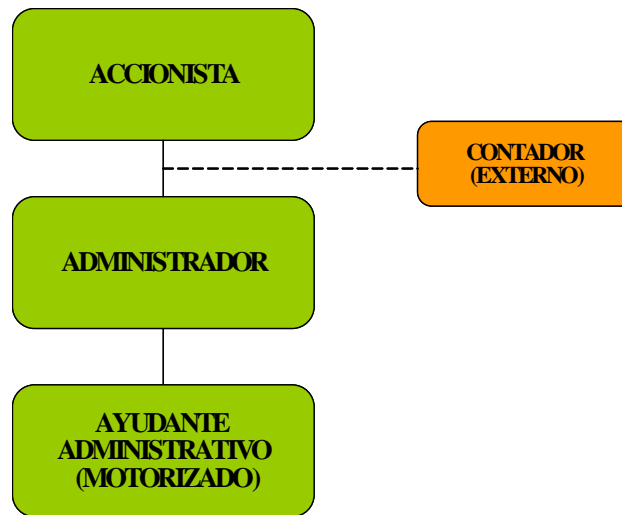 ACCIONISTA
CONTADOR
(EXTERNO)
ADMINISTRADOR
AYUDANTE
ADMINISTRATIVO
(MOTORIZADO)